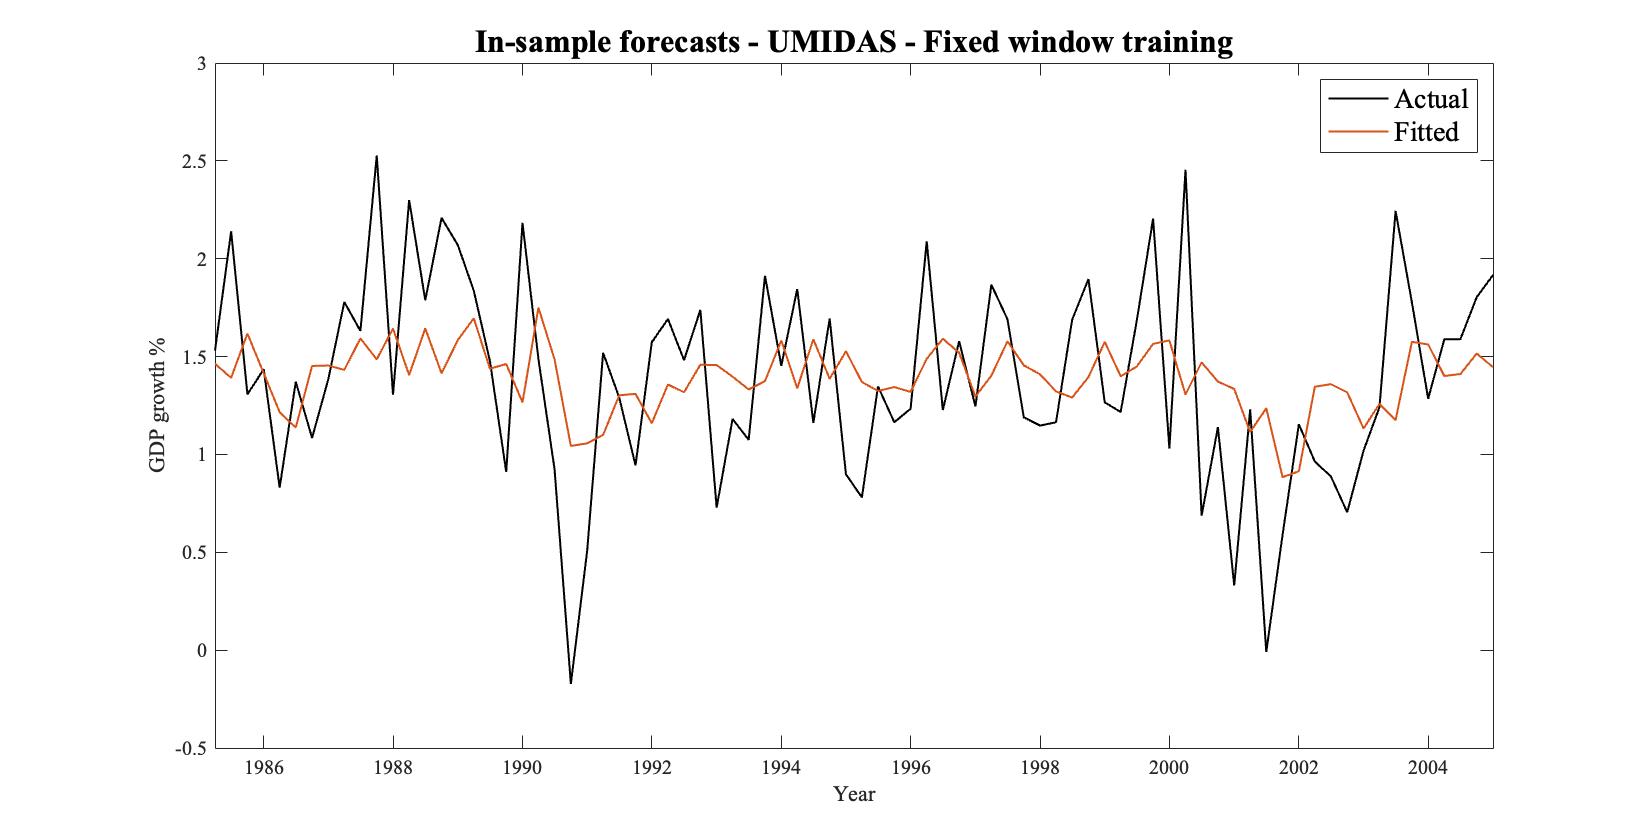 In-sample forecasts - UMIDAS - Fixed window training
3
2.5
2
1.5
1
0.5
0
-0.5
GDP growth %
Actual
Fitted
1986 1988 1990 1992 1994 1996 1998 2000 2002 2004
Year